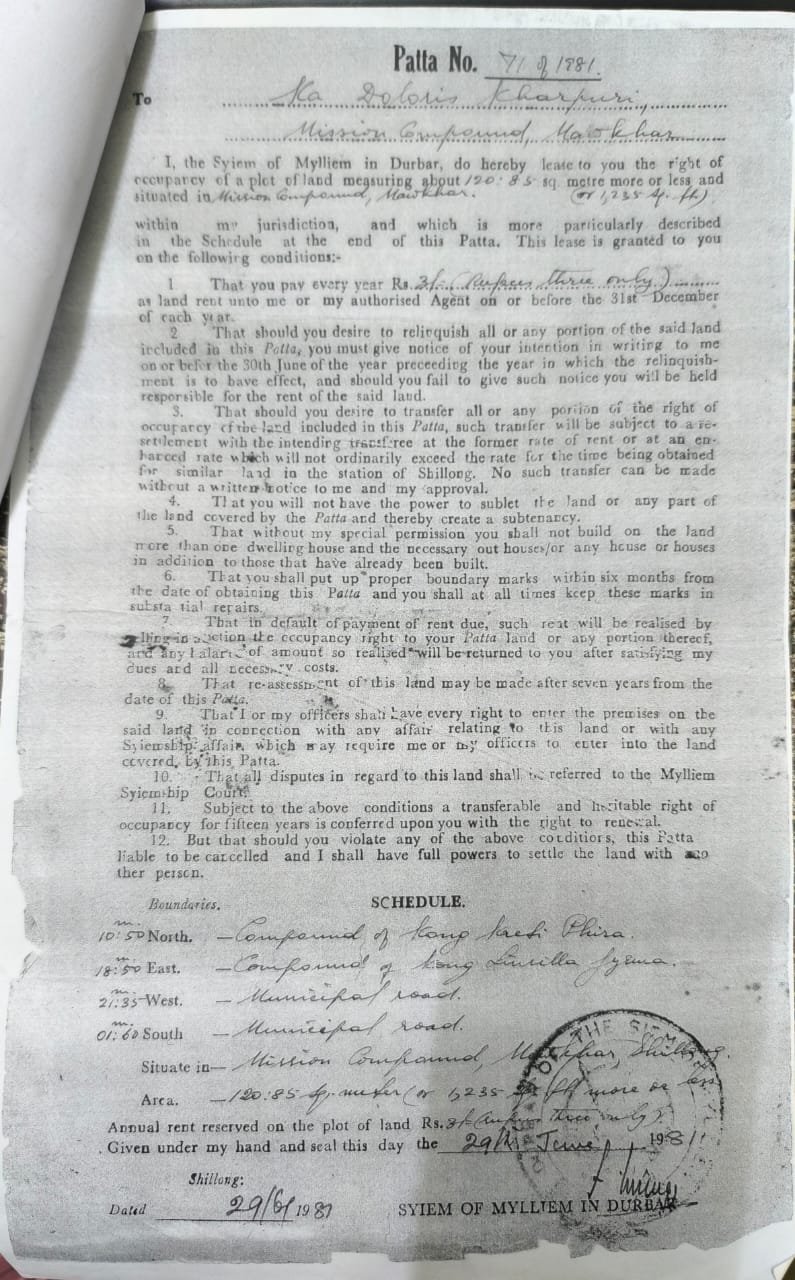 Patta No. 71 of 1981.
To Ka Doloris Kharpuri,
Mission Compound, Mawkhar
I, the Syiem of Mylliem in Durbar, do hereby lease to you the right of
occupancy of a plot of land measuring about 120:85 sq. metre more or less and
situated in Mission Compound, Mawkhar. (or 1,235 Sq. ft)
within my jurisdiction, and which is more particularly described
in the Schedule at the end of this Patta. This lease is granted to you
on the following conditions:-
1 That you pay every year Rs. 3/- (Rupees three only)
as land rent unto me or my authorised Agent on or before the 31st December
of each year.
2 That should you desire to relinquish all or any portion of the said land
included in this Patta, you must give notice of your intention in writing to me
on or before the 30th June of the year preceeding the year in which the relinquish-
ment is to have effect, and should you fail to give such notice you will be held
responsible for the rent of the said land.
3. That should you desire to transfer all or any portion of the right of
occupancy of the land included in this Patta, such transfer will be subject to a re-
settlement with the intending transferee at the former rate of rent or at an en-
hanced rate which will not ordinarily exceed the rate for the time being obtained
for similar land in the station of Shillong. No such transfer can be made
without a written notice to me and my approval.
4. That you will not have the power to sublet the land or any part of
the land covered by the Patta and thereby create a subtenancy.
5. That without my special permission you shall not build on the land
more than one dwelling house and the necessary out houses/or any house or houses
in addition to those that have already been built.
6. That you shall put up proper boundary marks within six months from
the date of obtaining this Patta and you shall at all times keep these marks in
substantial repairs.
7. That in default of payment of rent due, such rent will be realised by
selling in auction the occupancy right to your Patta land or any portion thereof,
and any balance of amount so realised will be returned to you after satisfying my
dues and all necessary costs.
8. That re-assessment of this land may be made after seven years from the
date of this Patta.
9. That I or my officers shall have every right to enter the premises on the
said land in connection with any affair relating to this land or with any
Syiemship affair which may require me or my officers to enter into the land
covered by this Patta.
10. That all disputes in regard to this land shall be referred to the Mylliem
Syiemship Court.
11. Subject to the above conditions a transferable and heritable right of
occupancy for fifteen years is conferred upon you with the right to renewal.
12. But that should you violate any of the above conditions, this Patta
liable to be cancelled and I shall have full powers to settle the land with ano
ther person.
Boundaries. SCHEDULE.
10:50 m. North. — Compound of Kong Phira.
18:50 m. East. — Compound of Kong Syiema.
21:35 m. West. — Municipal road.
01:60 m. South — Municipal road.
Situate in— Mission Compound, Mawkhar, Shillong.
Area. —120:85 Sq. meter (or 1,235 Sq. ft more or less
Annual rent reserved on the plot of land Rs. 3/- (Rupees three only).
Given under my hand and seal this day the 29th June 1981
Shillong:
Dated 29/6/1981 SYIEM OF MYLLIEM IN DURBAR
OF THE SIEM